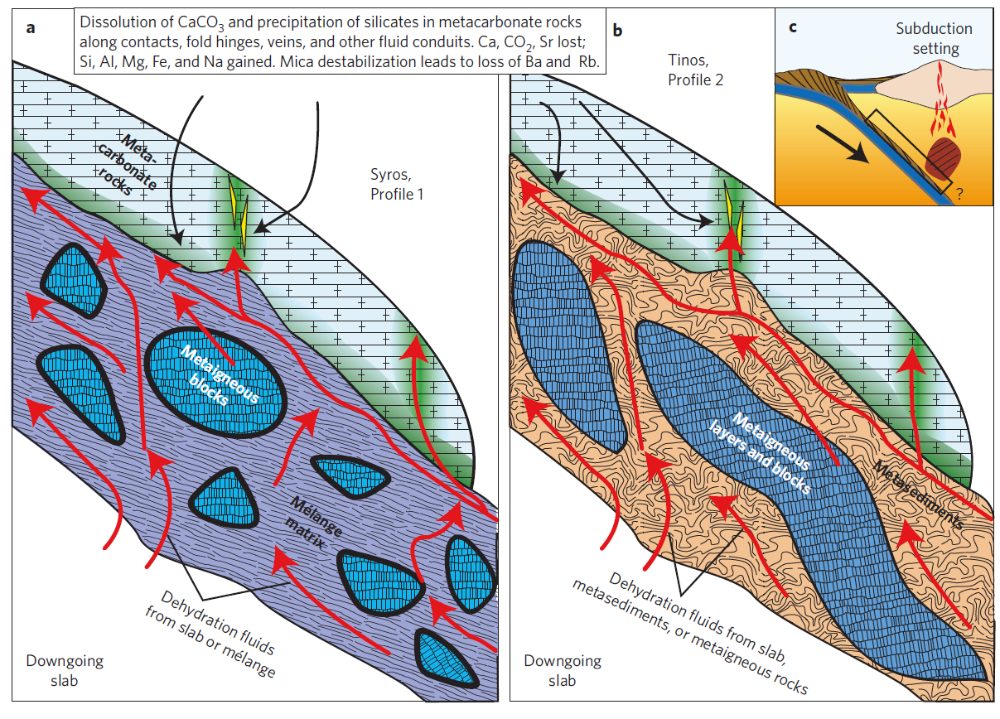 a
Dissolution of CaCO3 and precipitation of silicates in metacarbonate rocks
along contacts, fold hinges, veins, and other fluid conduits. Ca, CO2, Sr lost;
Si, Al, Mg, Fe, and Na gained. Mica destabilization leads to loss of Ba and Rb.
Meta-
carbonate
rocks
Syros,
Profile 1
Metaigneous
blocks
Mélange
matrix
Dehydration fluids
from slab or mélange
Downgoing
slab
b
Tinos,
Profile 2
Metaigneous
layers and blocks
Metasediments
Dehydration fluids from slab,
metasediments, or metaigneous rocks
Downgoing
slab
c
Subduction
setting
?